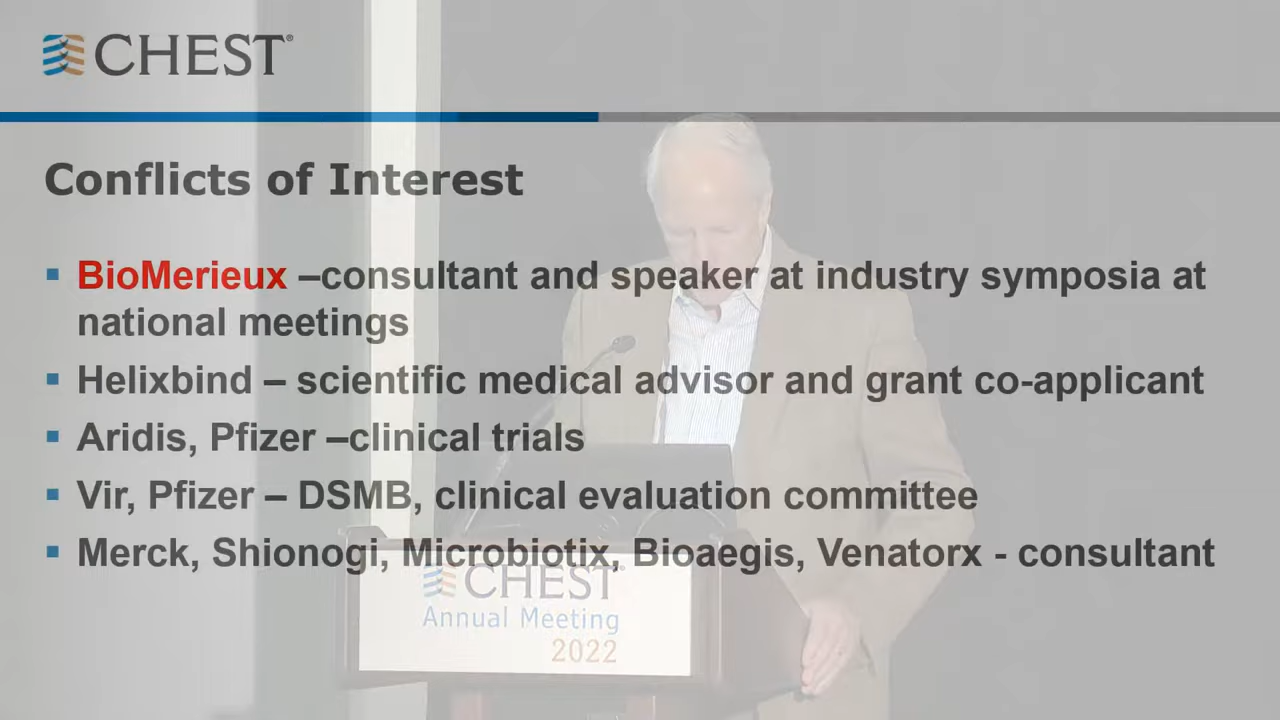 CHEST®
Conflicts of Interest
▪ BioMerieux –consultant and speaker at industry symposia at
national meetings
▪ Helixbind – scientific medical advisor and grant co-applicant
▪ Aridis, Pfizer –clinical trials
▪ Vir, Pfizer – DSMB, clinical evaluation committee
▪ Merck, Shionogi, Microbiotix, Bioaegis, Venatorx - consultant
CHEST®
Annual Meeting
2022